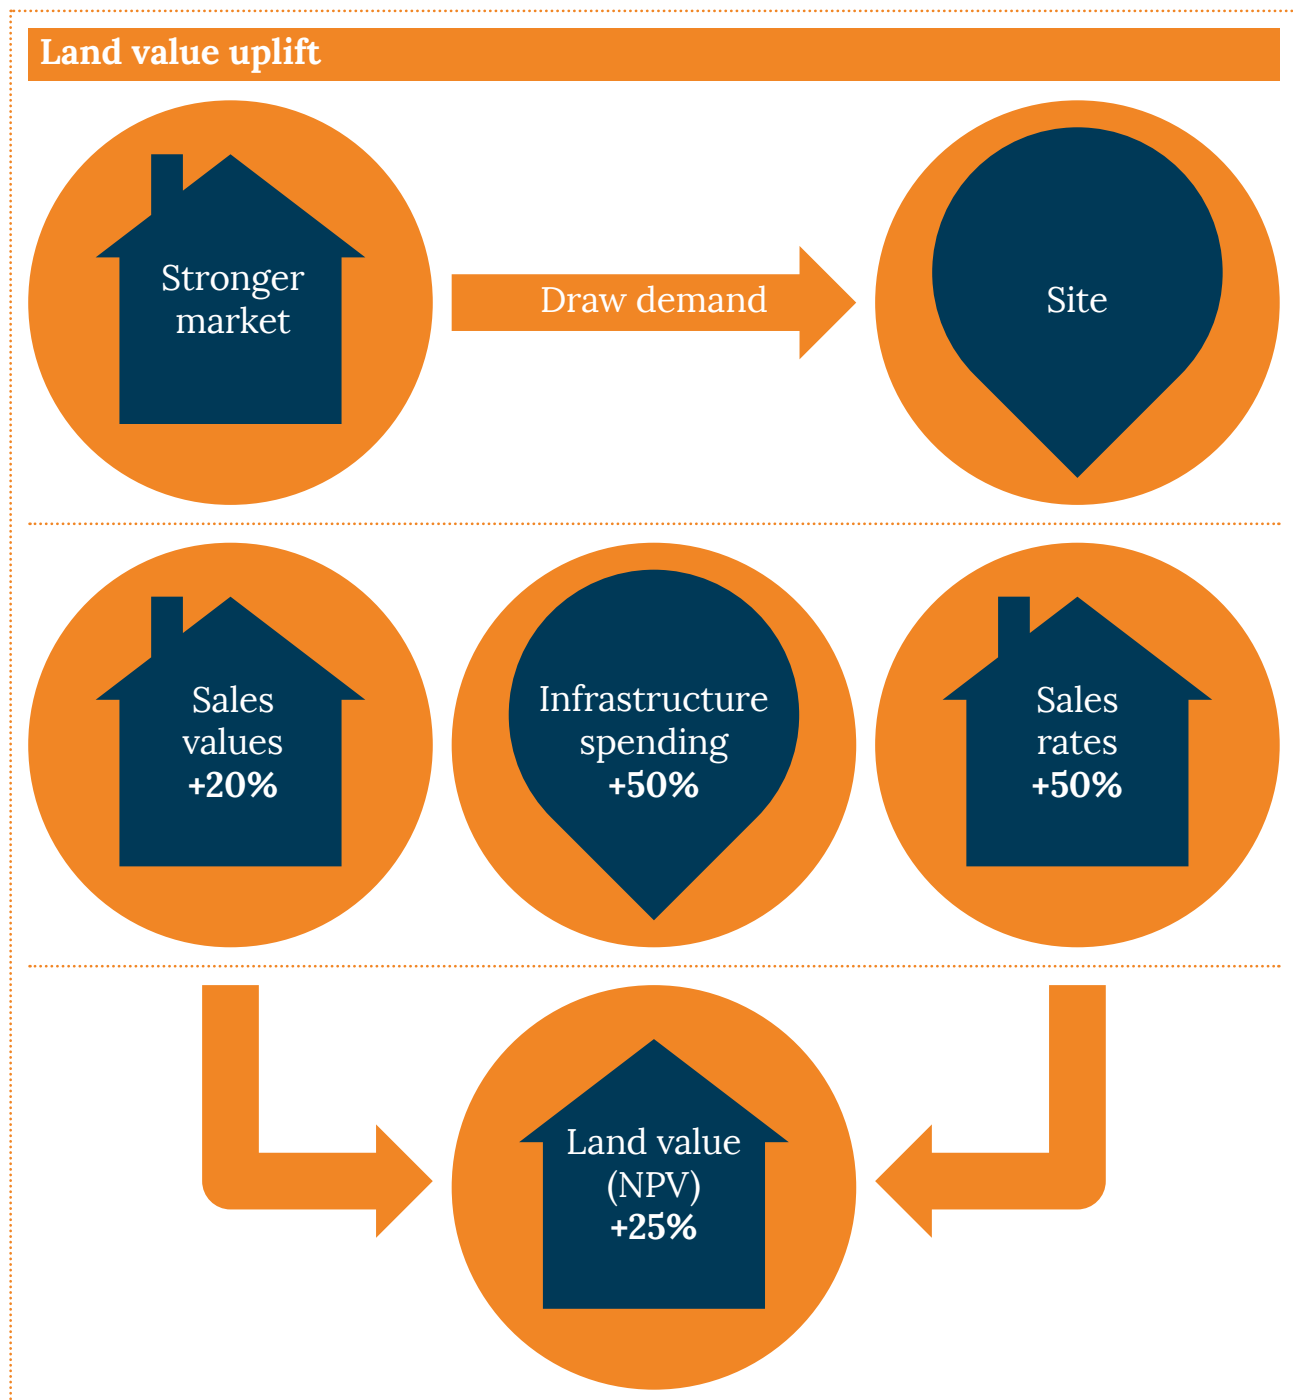 Land value uplift
Stronger
market
Draw demand
Site
Sales
values
+20%
Infrastructure
spending
+50%
Sales
rates
+50%
Land value
(NPV)
+25%